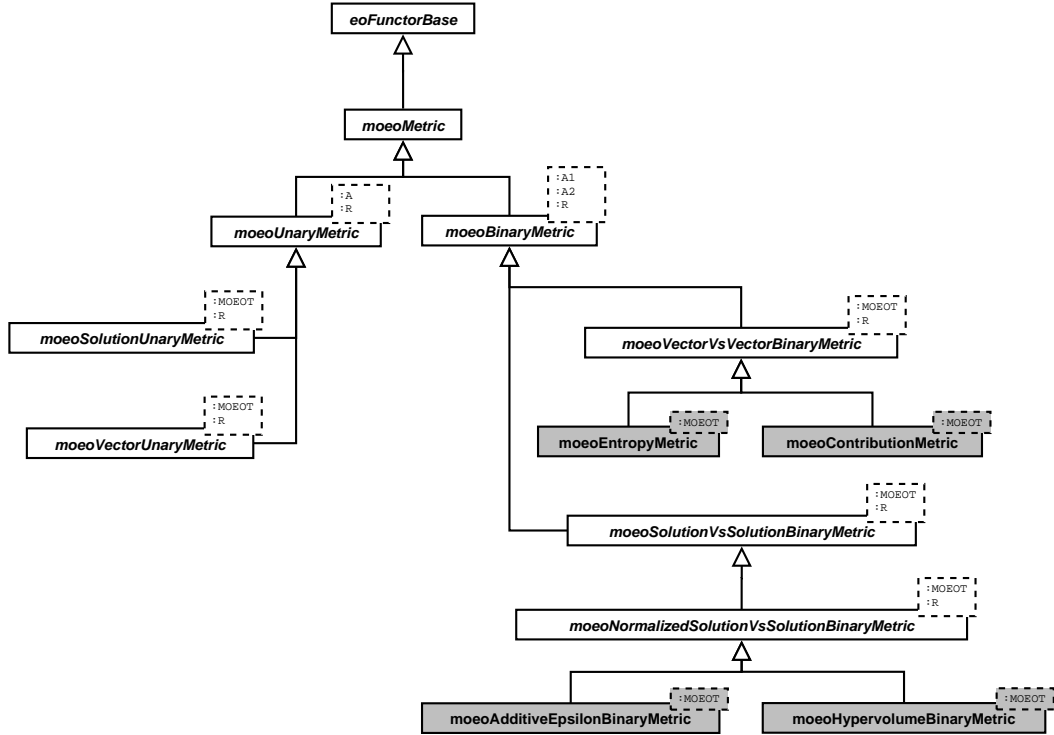 eoFunctorBase
moeoMetric
:A
:R
moeoUnaryMetric
:A1
:A2
:R
moeoBinaryMetric
:MOEOT
:R
moeoSolutionUnaryMetric
:MOEOT
:R
moeoVectorVsVectorBinaryMetric
:MOEOT
:R
moeoVectorUnaryMetric
:MOEOT
moeoEntropyMetric
:MOEOT
moeoContributionMetric
:MOEOT
:R
moeoSolutionVsSolutionBinaryMetric
:MOEOT
:R
moeoNormalizedSolutionVsSolutionBinaryMetric
:MOEOT
moeoAdditiveEpsilonBinaryMetric
:MOEOT
moeoHypervolumeBinaryMetric